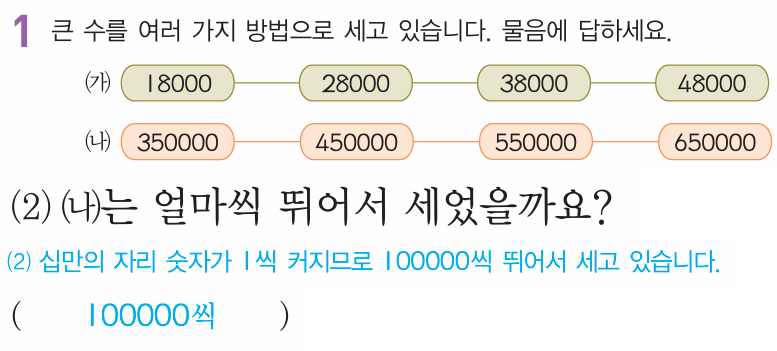 1 큰 수를 여러 가지 방법으로 세고 있습니다. 물음에 답하세요.
(가) 18000 28000 38000 48000
(나) 350000 450000 550000 650000
(2) (나)는 얼마씩 뛰어서 세었을까요?
(2) 십만의 자리 숫자가 1씩 커지므로 100000씩 뛰어서 세고 있습니다.
( 100000씩 )